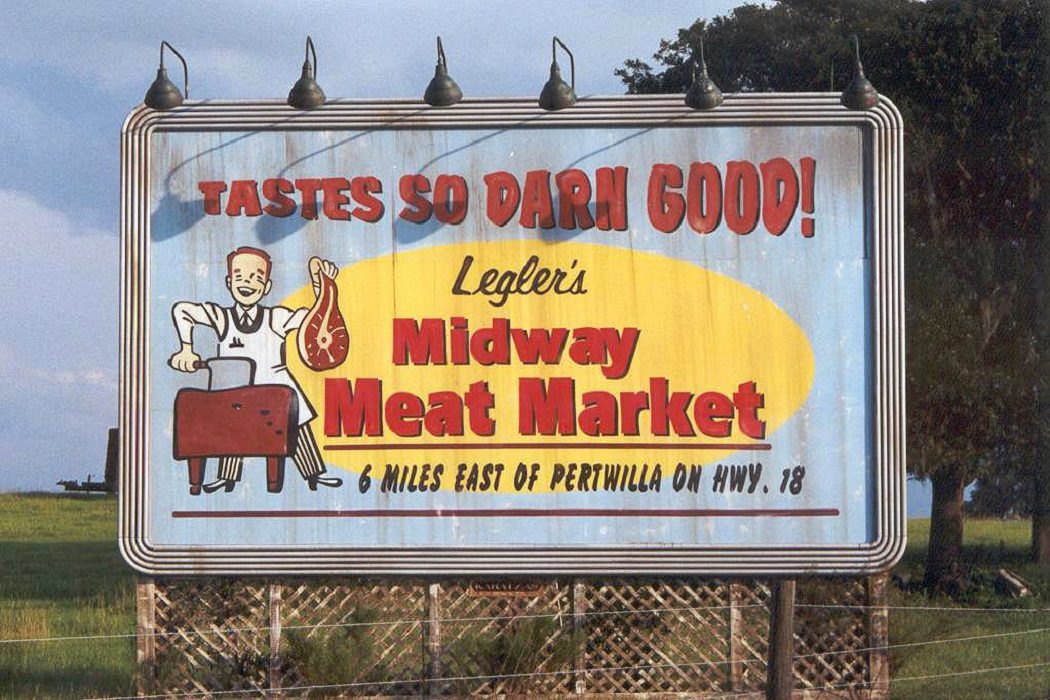 TASTES SO DARN GOOD!
Legler's
Midway
Meat Market
6 MILES EAST OF PERTWILLA ON HWY. 18